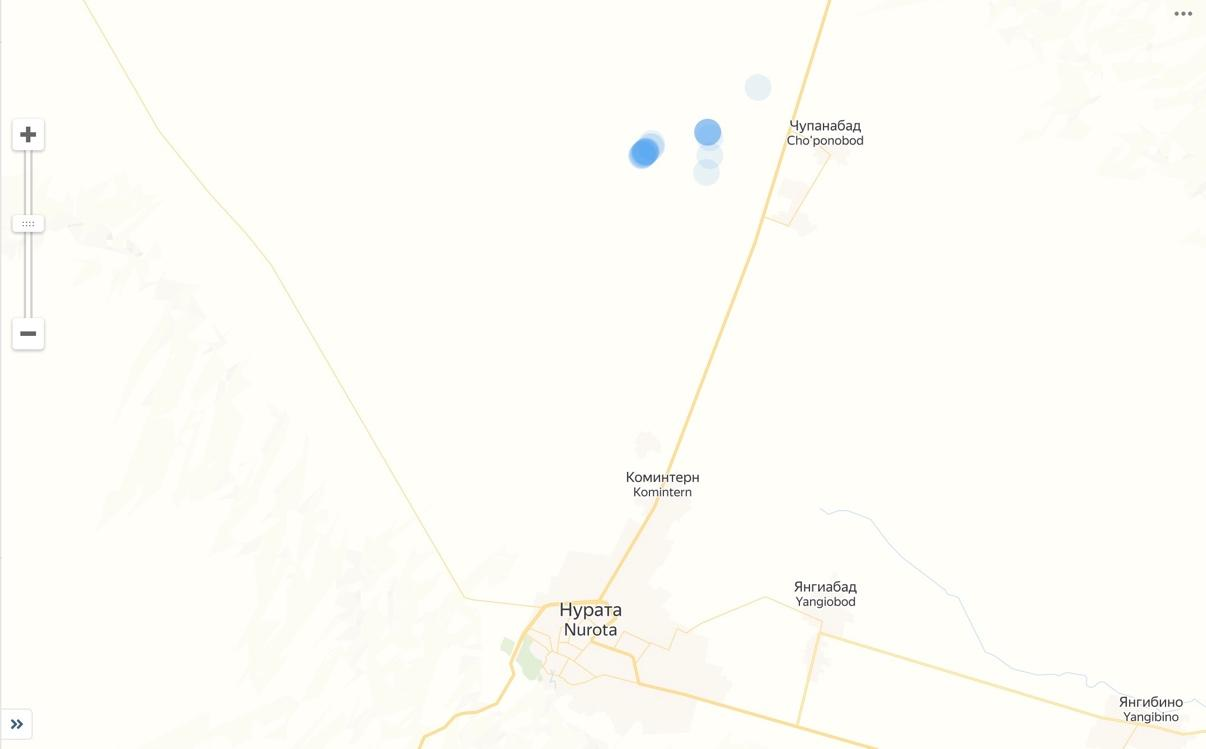 Чупанабад
Cho'ponobod
Коминтерн
Komintern
Янгиабад
Yangiobod
Нурата
Nurota
Янгибино
Yangibino